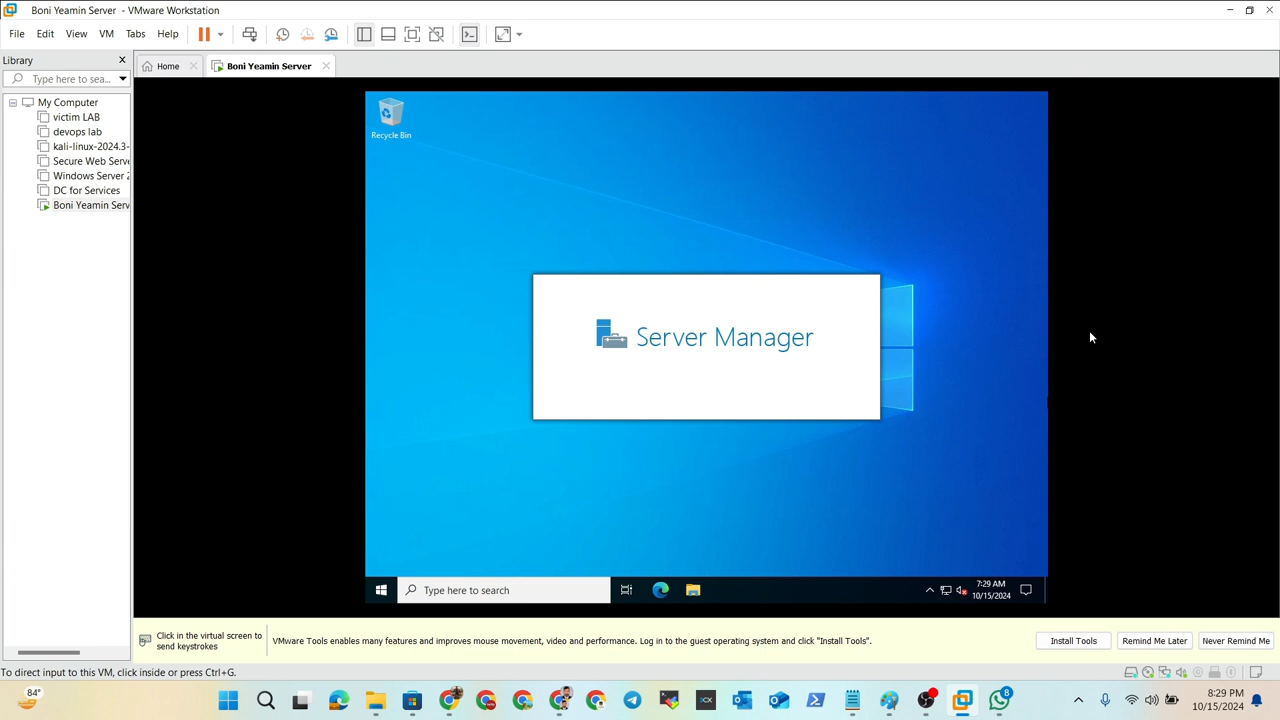 Boni Yeamin Server - VMware Workstation
File Edit View VM Tabs Help
Library
Type here to sea...
Home
Boni Yeamin Server
My Computer
victim LAB
devops lab
kali-linux-2024.3-
Secure Web Serve
Windows Server 2
DC for Services
Boni Yeamin Serv
Recycle Bin
Server Manager
Type here to search
7:29 AM
10/15/2024
Click in the virtual screen to
send keystrokes
VMware Tools enables many features and improves mouse movement, video and performance. Log in to the guest operating system and click "Install Tools".
Install Tools
Remind Me Later
Never Remind Me
To direct input to this VM, click inside or press Ctrl+G.
84°
8
8:29 PM
10/15/2024